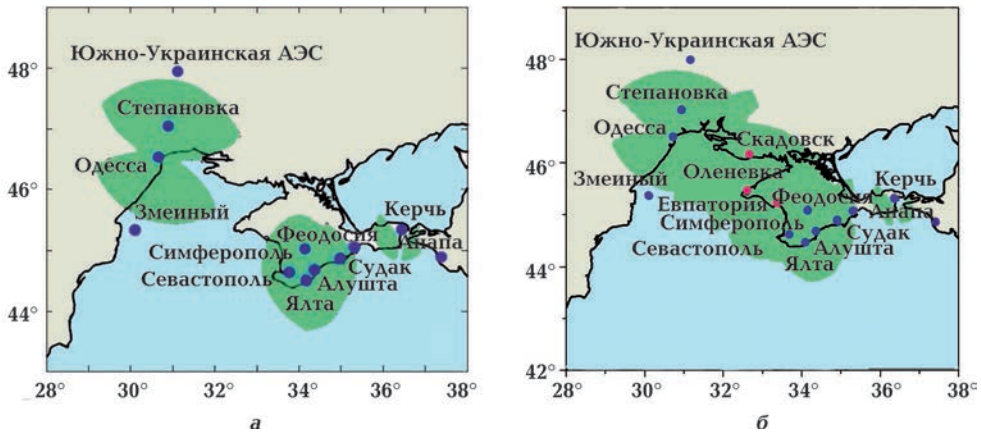 Южно-Украинская АЭС
48°
Степановка
Одесса
46°
Змеиный
Керчь
Феодосия
Анапа
Симферополь
Судак
Севастополь
Алушта
Ялта
44°
28° 30 32 34 36 38
а
Южно-Украинская АЭС
48°
Степановка
Одесса
Скадовск
46°
Оленевка
Змеиный
Феодосия
Керчь
Евпатория
Анапа
Симферополь
Судак
Севастополь
Алушта
Ялта
44°
42°
28° 30 32 34 36 38
б